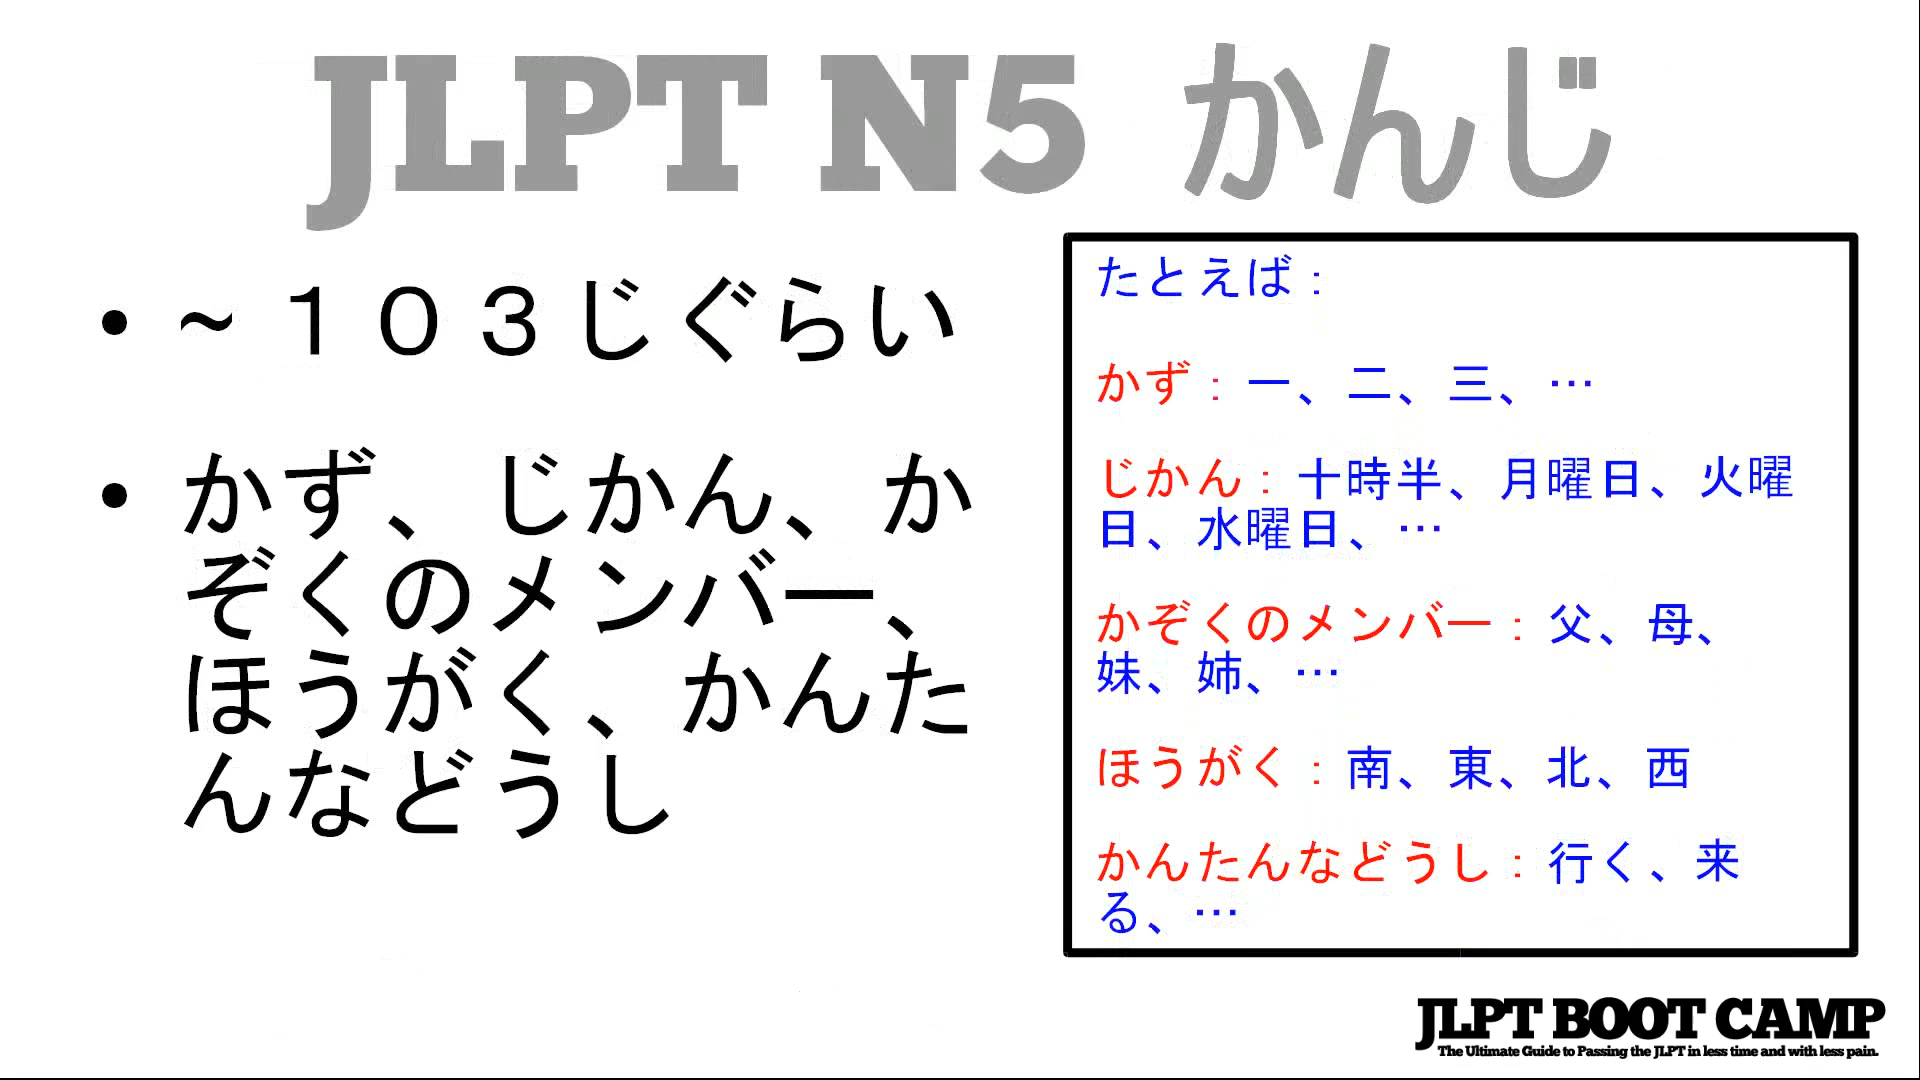 JLPT N5 かんじ
• ~１０３じぐらい
• かず、じかん、か
ぞくのメンバー、
ほうがく、かんた
んなどうし
たとえば：
かず：一、二、三、…
じかん：十時半、月曜日、火曜
日、水曜日、…
かぞくのメンバー：父、母、
妹、姉、…
ほうがく：南、東、北、西
かんたんなどうし：行く、来
る、…
JLPT BOOT CAMP
The Ultimate Guide to Passing the JLPT in less time and with less pain.